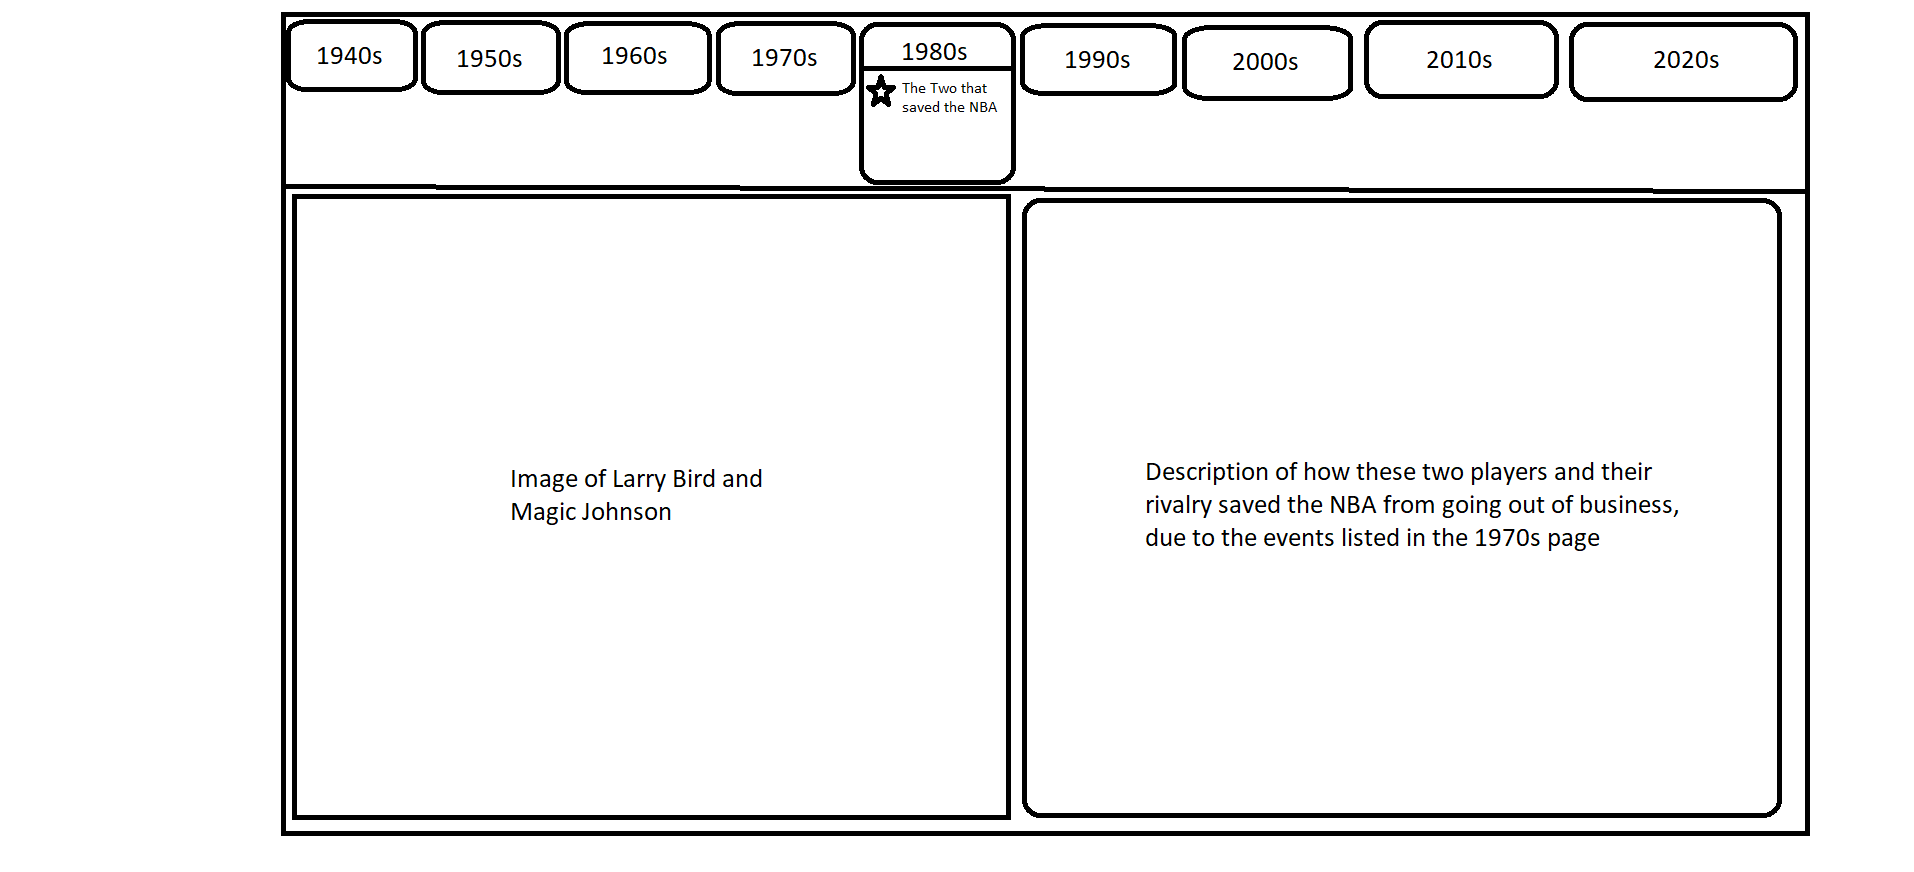 1940s
1950s
1960s
1970s
1980s
1990s
2000s
2010s
2020s
The Two that
saved the NBA
Image of Larry Bird and
Magic Johnson
Description of how these two players and their
rivalry saved the NBA from going out of business,
due to the events listed in the 1970s page